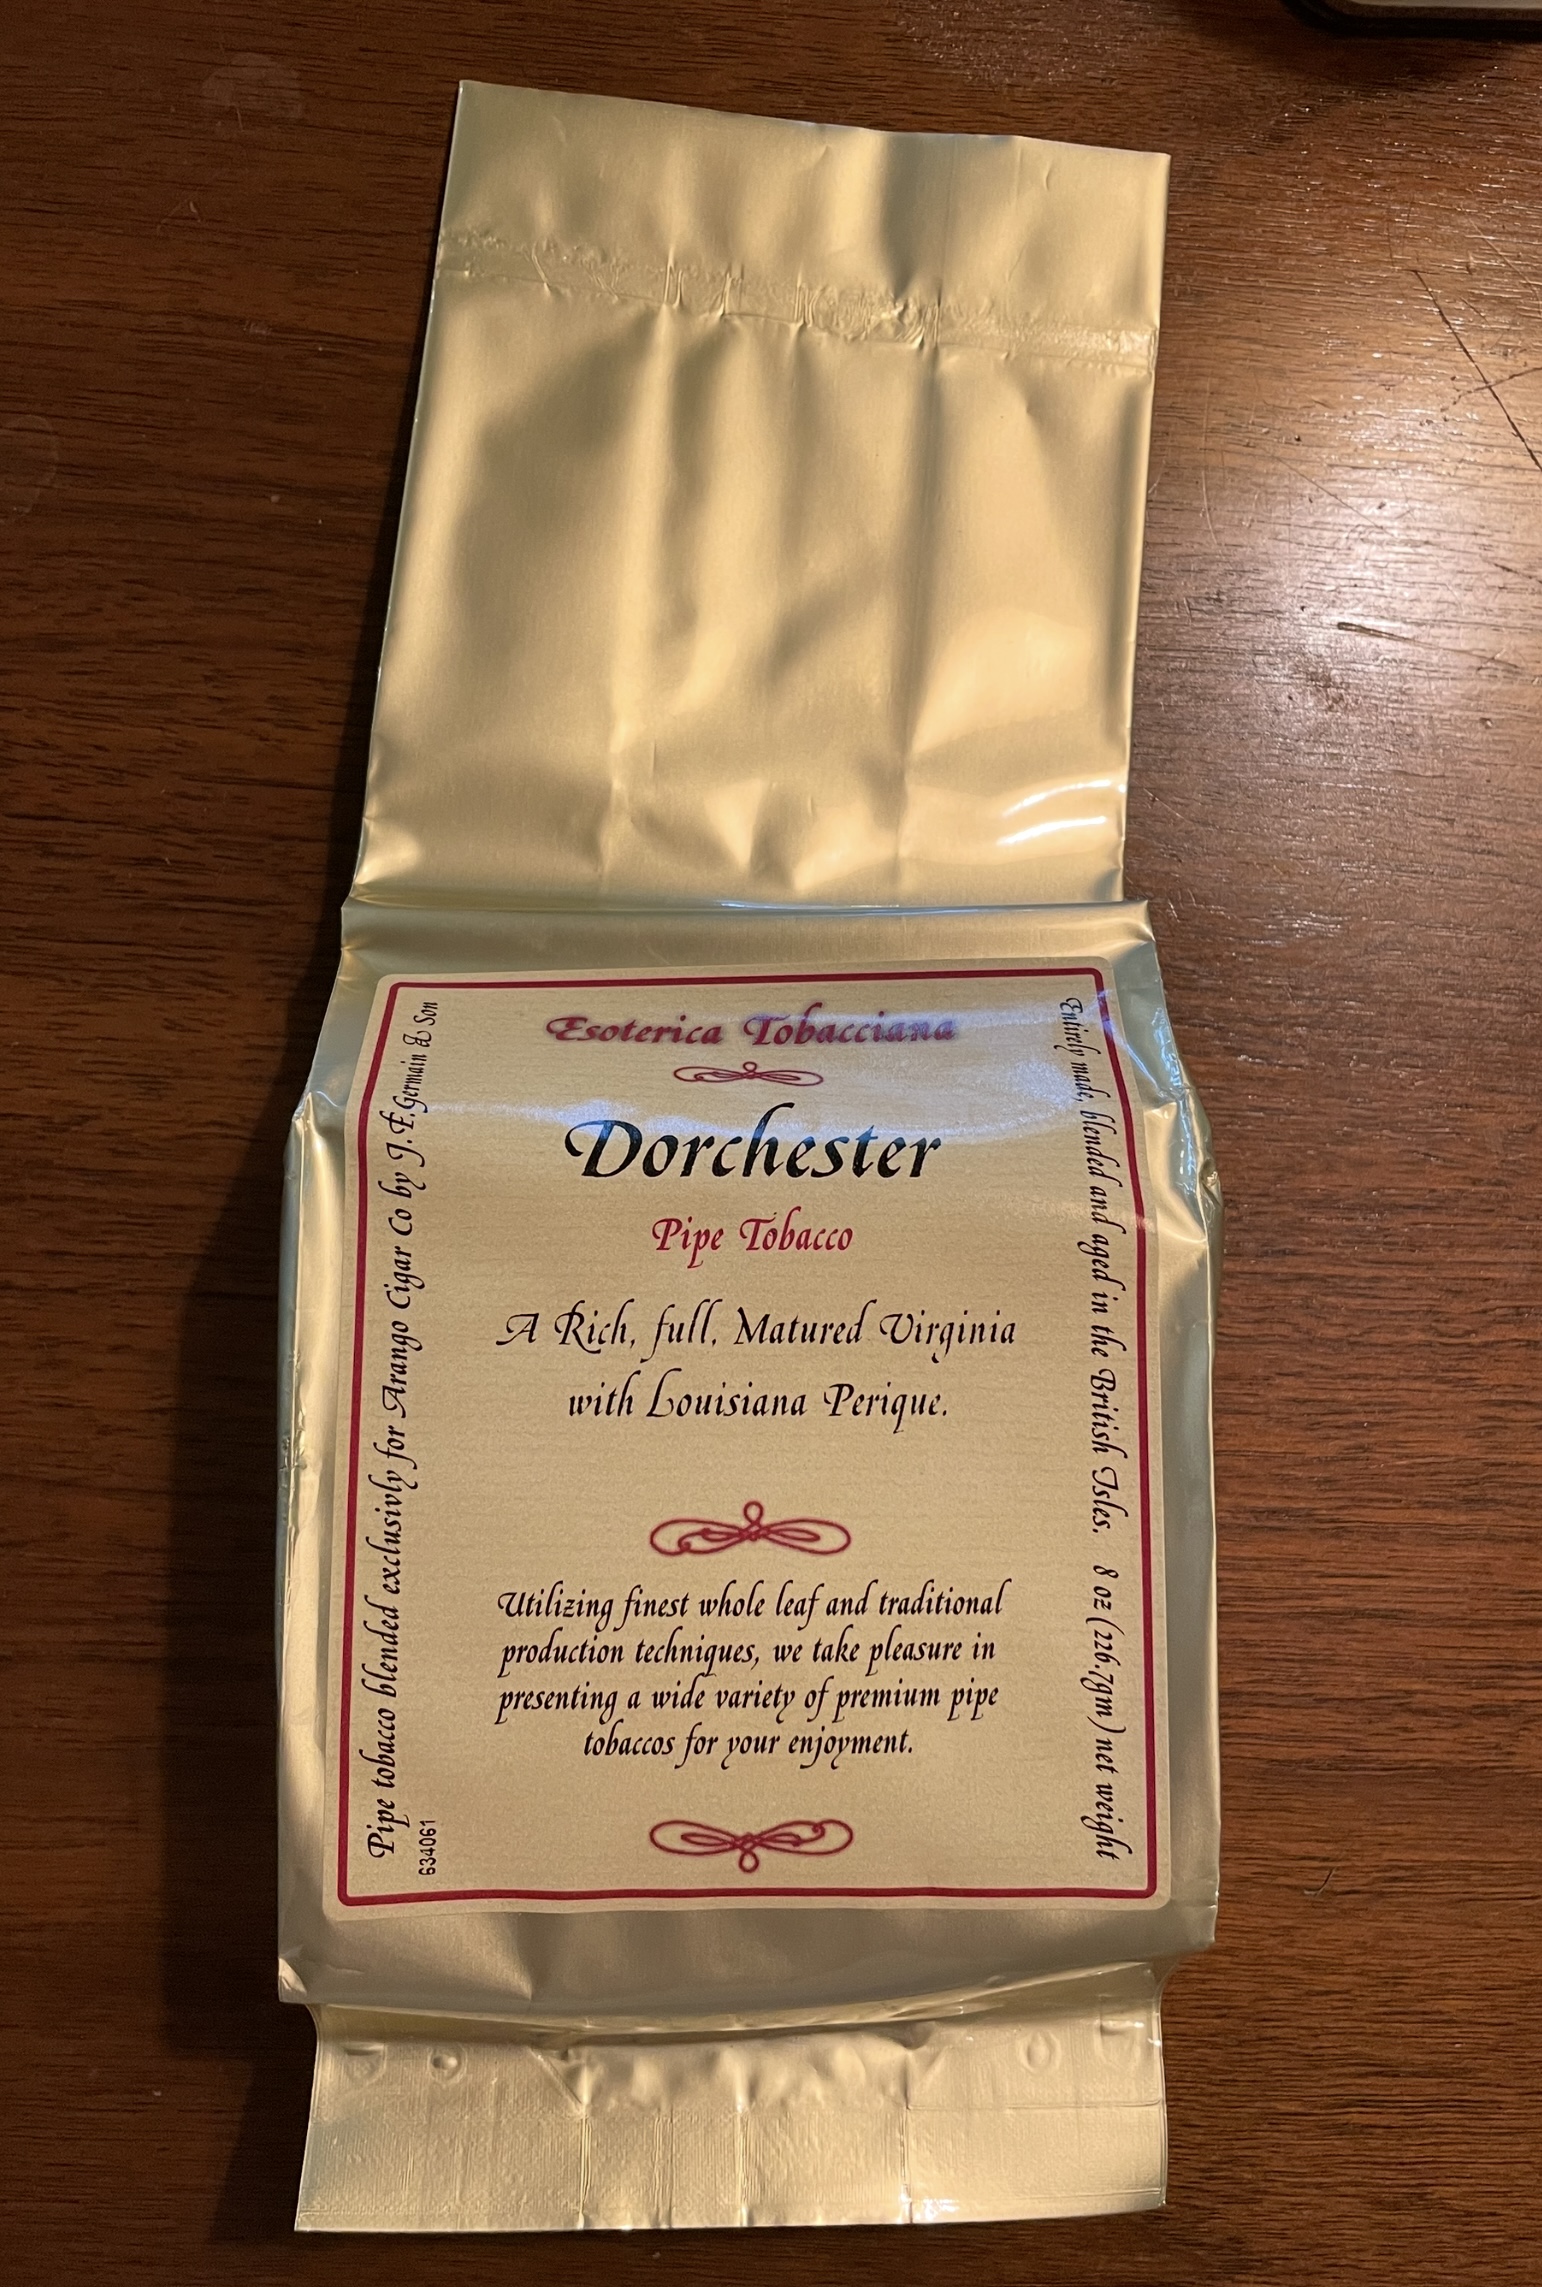 Esoterica Tobacciana
Dorchester
Pipe Tobacco
A Rich, full, Matured Virginia
with Louisiana Perique.
Utilizing finest whole leaf and traditional
production techniques, we take pleasure in
presenting a wide variety of premium pipe
tobaccos for your enjoyment.
Pipe tobacco blended exclusivly for Arango Cigar Co by J.F.Germain & Son
634061
Entirely made, blended and aged in the British Isles. 8 oz (226.7gm) net weight